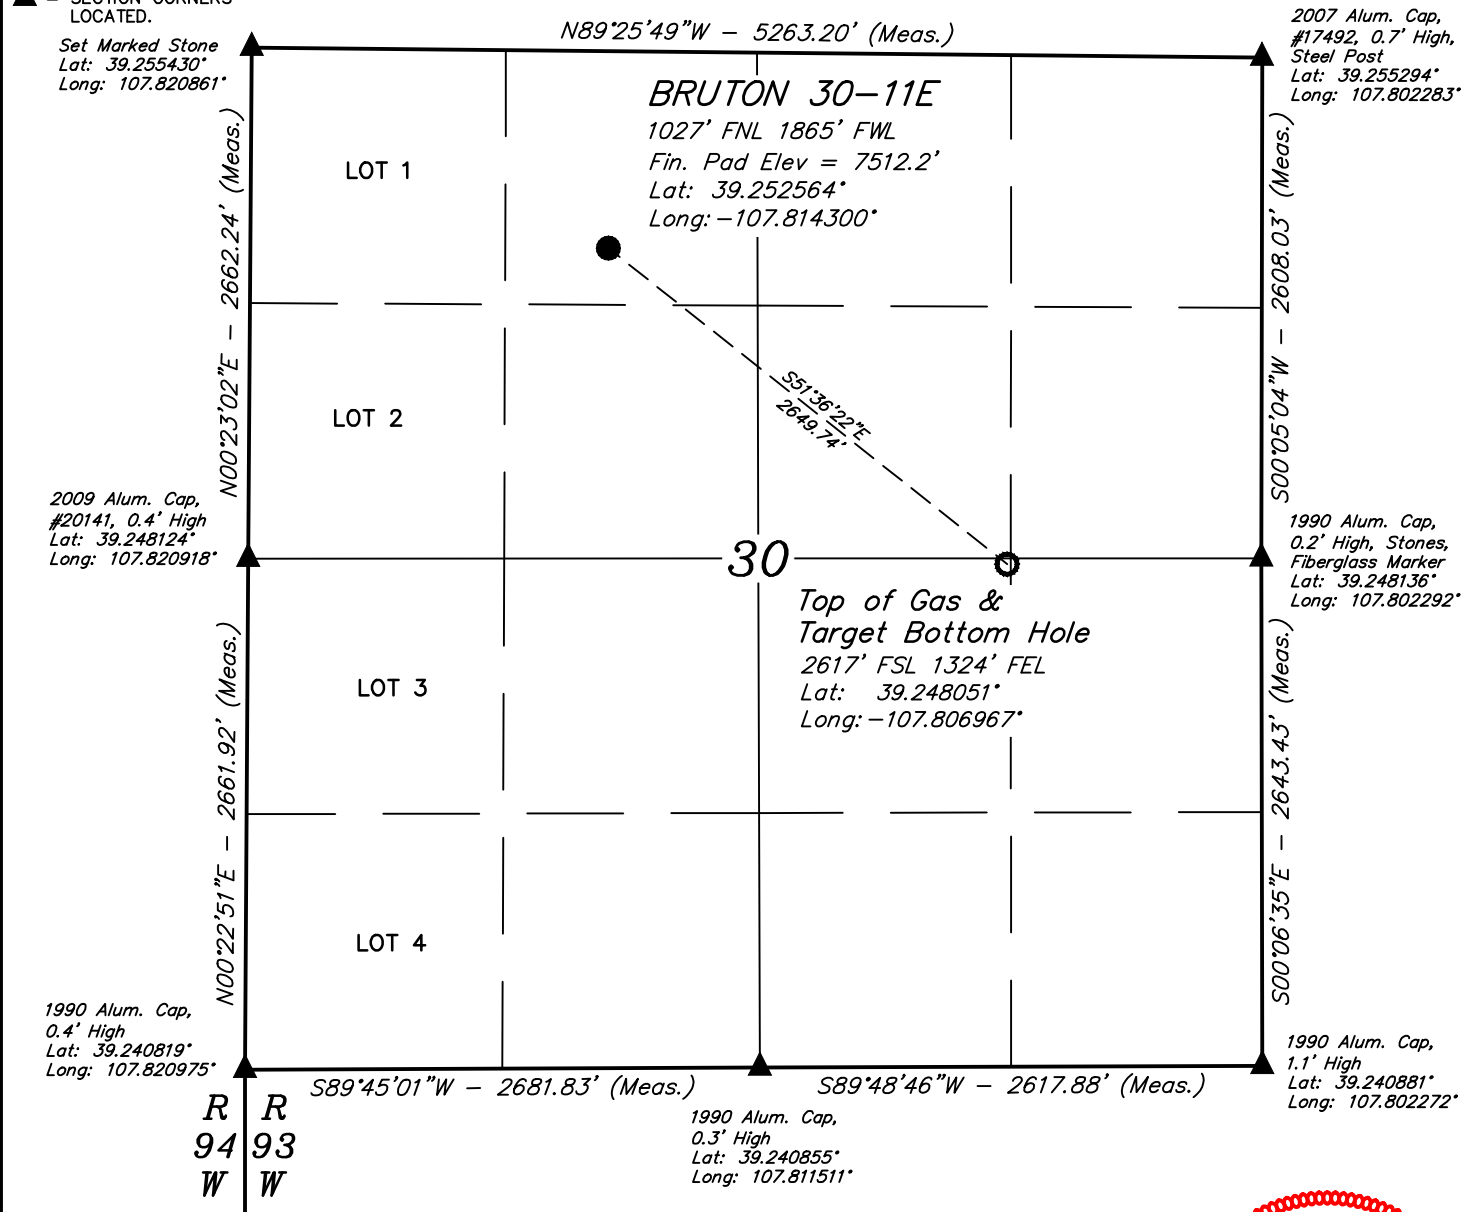 ▲ = SECTION CORNERS
LOCATED.
Set Marked Stone
Lat: 39.255430°
Long: 107.820861°
N89°25'49"W - 5263.20' (Meas.)
2007 Alum. Cap,
#17492, 0.7' High,
Steel Post
Lat: 39.255294°
Long: 107.802283°
BRUTON 30-11E
1027' FNL 1865' FWL
Fin. Pad Elev = 7512.2'
Lat: 39.252564°
Long: -107.814300°
LOT 1
N00°23'02"E - 2662.24' (Meas.)
S00°05'04"W - 2608.03' (Meas.)
S51°36'22"E
2649.74'
LOT 2
2009 Alum. Cap,
#20141, 0.4' High
Lat: 39.248124°
Long: 107.820918°
30
1990 Alum. Cap,
0.2' High, Stones,
Fiberglass Marker
Lat: 39.248136°
Long: 107.802292°
Top of Gas &
Target Bottom Hole
2617' FSL 1324' FEL
Lat: 39.248051°
Long: -107.806967°
LOT 3
N00°22'51"E - 2661.92' (Meas.)
S00°06'35"E - 2643.43' (Meas.)
LOT 4
1990 Alum. Cap,
0.4' High
Lat: 39.240819°
Long: 107.820975°
1990 Alum. Cap,
1.1' High
Lat: 39.240881°
Long: 107.802272°
S89°45'01"W - 2681.83' (Meas.)
S89°48'46"W - 2617.88' (Meas.)
1990 Alum. Cap,
0.3' High
Lat: 39.240855°
Long: 107.811511°
R R
94 93
W W